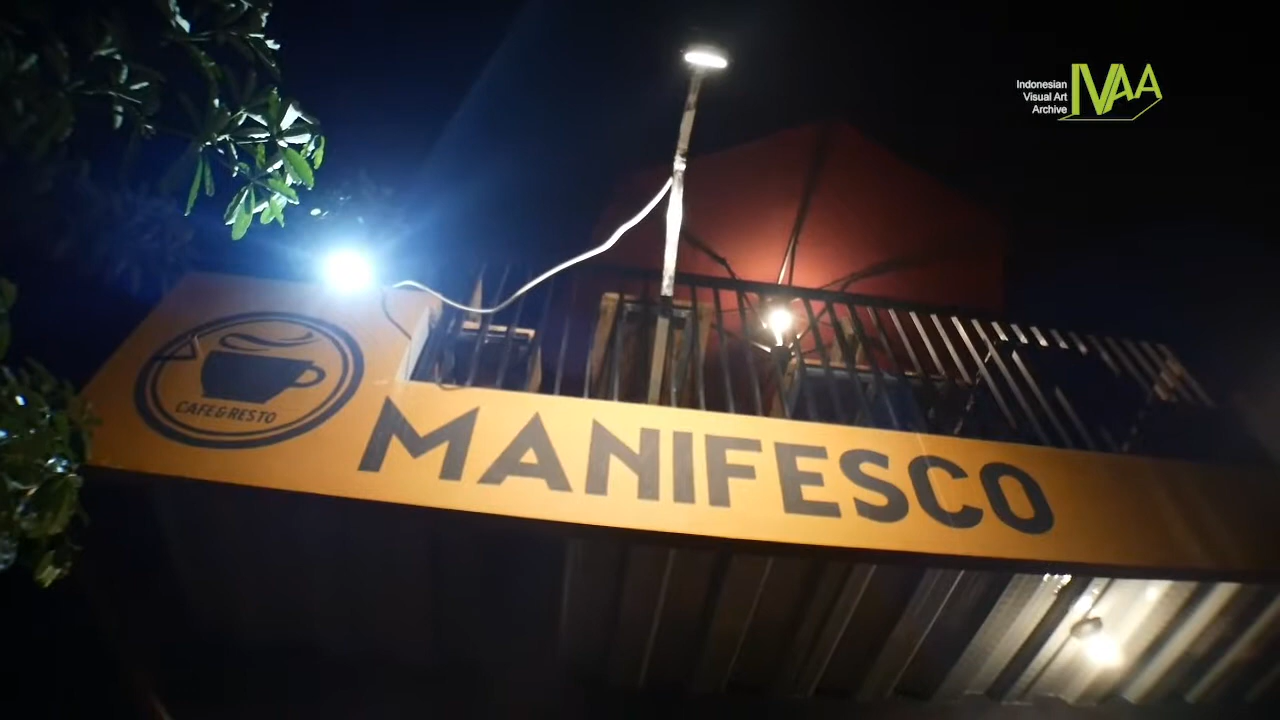 Indonesian
Visual Art
Archive
IVAA
CAFE&RESTO
MANIFESCO